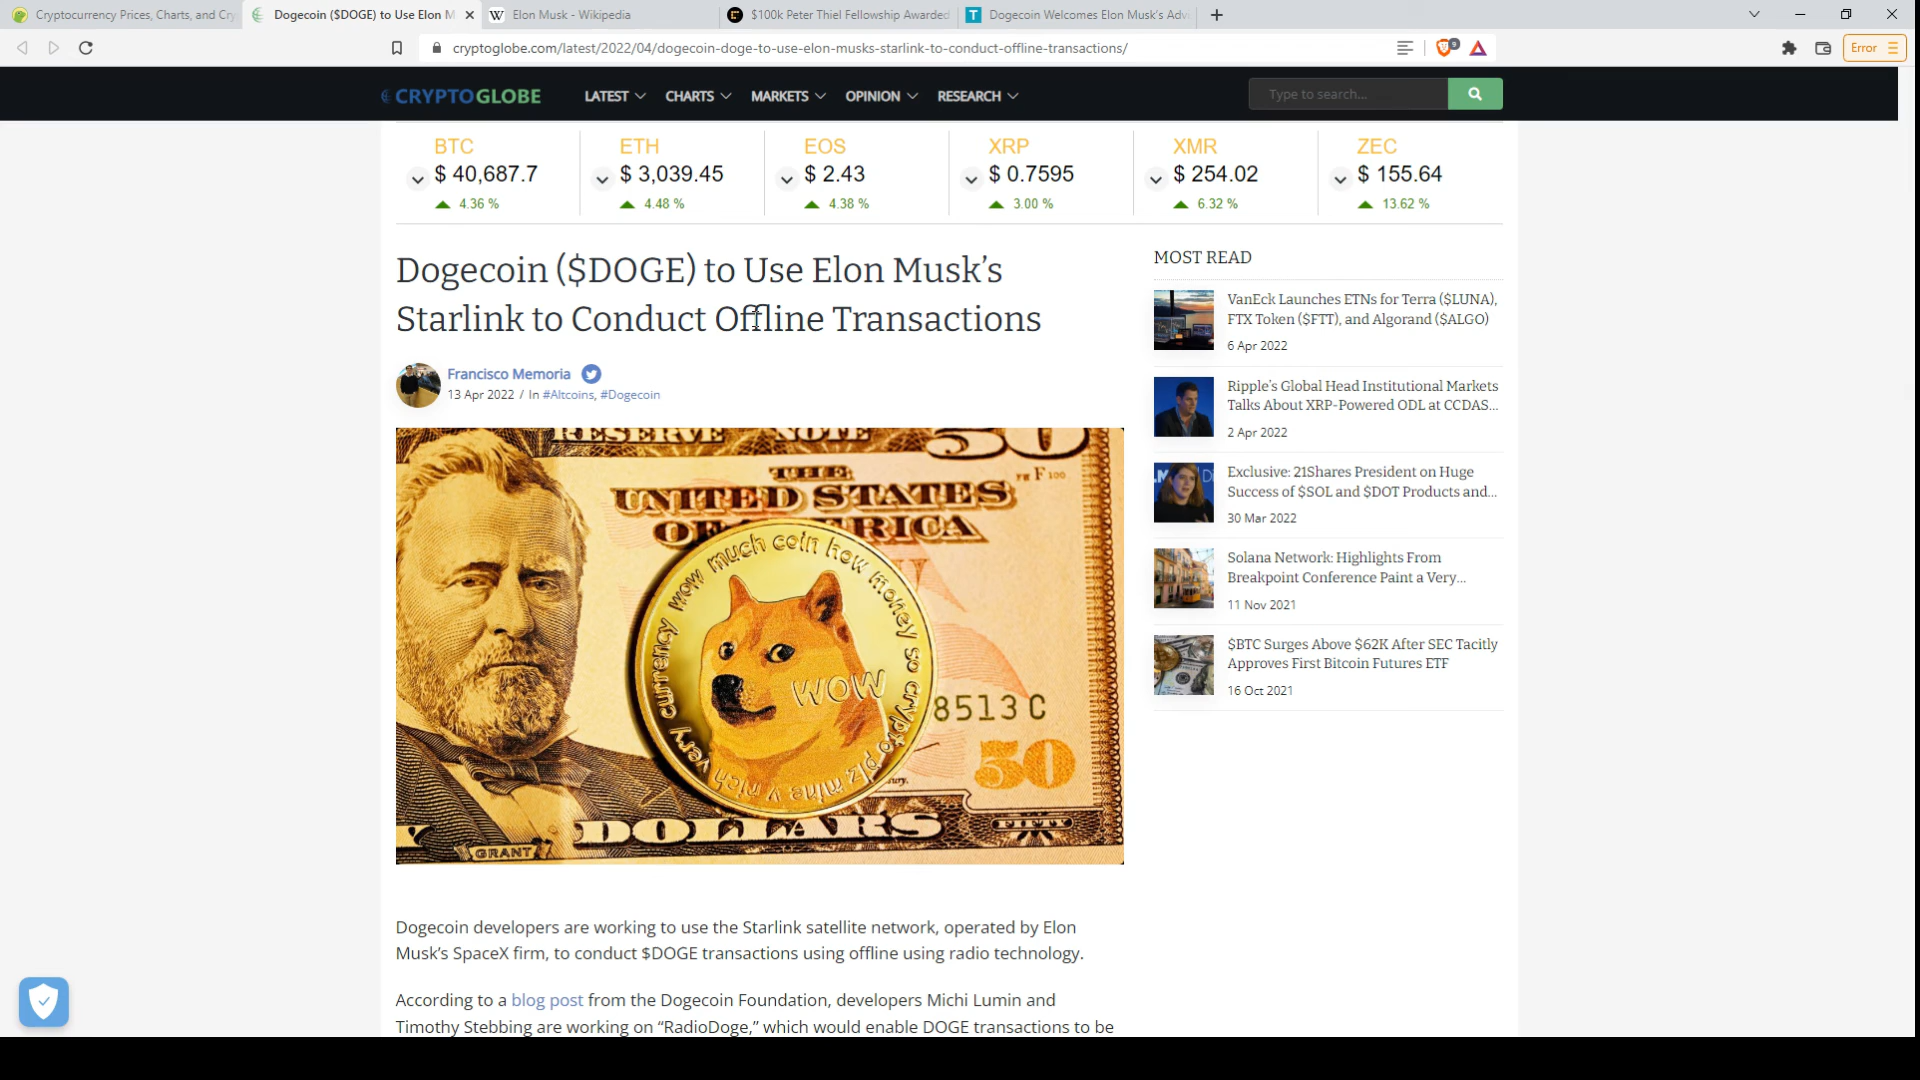 Cryptocurrency Prices, Charts, and Cry
Dogecoin ($DOGE) to Use Elon M
Elon Musk - Wikipedia
$100k Peter Thiel Fellowship Awarded
Dogecoin Welcomes Elon Musk's Advi
cryptoglobe.com/latest/2022/04/dogecoin-doge-to-use-elon-musks-starlink-to-conduct-offline-transactions/
9
Error
CRYPTOGLOBE
LATEST
CHARTS
MARKETS
OPINION
RESEARCH
Type to search...
BTC
$ 40,687.7
4.36 %
ETH
$ 3,039.45
4.48 %
EOS
$ 2.43
4.38 %
XRP
$ 0.7595
3.00 %
XMR
$ 254.02
6.32 %
ZEC
$ 155.64
13.62 %
Dogecoin ($DOGE) to Use Elon Musk's
Starlink to Conduct Offline Transactions
Francisco Memoria
13 Apr 2022 / In #Altcoins, #Dogecoin
RESERVE NOTE 50
THE
UNITED STATES
OF AMERICA
F 100
wow much coin how money so crypto plz mine v rich very currency
WOW
8513 C
50
GRANT
DOLLARS
FIFTY
Dogecoin developers are working to use the Starlink satellite network, operated by Elon
Musk's SpaceX firm, to conduct $DOGE transactions using offline using radio technology.
According to a blog post from the Dogecoin Foundation, developers Michi Lumin and
Timothy Stebbing are working on “RadioDoge,” which would enable DOGE transactions to be
MOST READ
VanEck Launches ETNs for Terra ($LUNA),
FTX Token ($FTT), and Algorand ($ALGO)
6 Apr 2022
Ripple's Global Head Institutional Markets
Talks About XRP-Powered ODL at CCDAS...
2 Apr 2022
Exclusive: 21Shares President on Huge
Success of $SOL and $DOT Products and...
30 Mar 2022
Solana Network: Highlights From
Breakpoint Conference Paint a Very...
11 Nov 2021
$BTC Surges Above $62K After SEC Tacitly
Approves First Bitcoin Futures ETF
16 Oct 2021